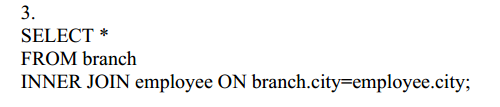 3.
SELECT *
FROM branch
INNER JOIN employee ON branch.city=employee.city;